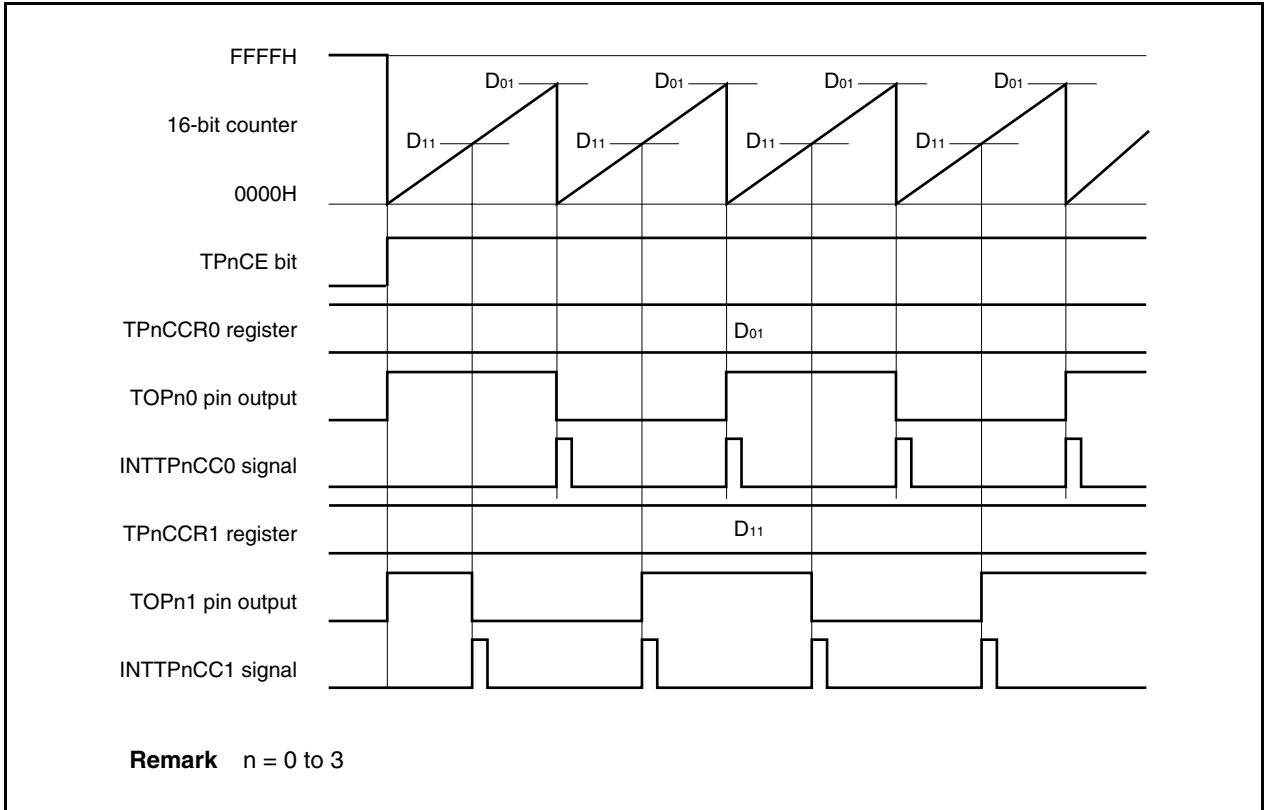 FFFFH
D01 D01 D01 D01
16-bit counter
D11 D11 D11 D11
0000H
TPnCE bit
TPnCCR0 register D01
TOPn0 pin output
INTTPnCC0 signal
TPnCCR1 register D11
TOPn1 pin output
INTTPnCC1 signal
Remark n = 0 to 3